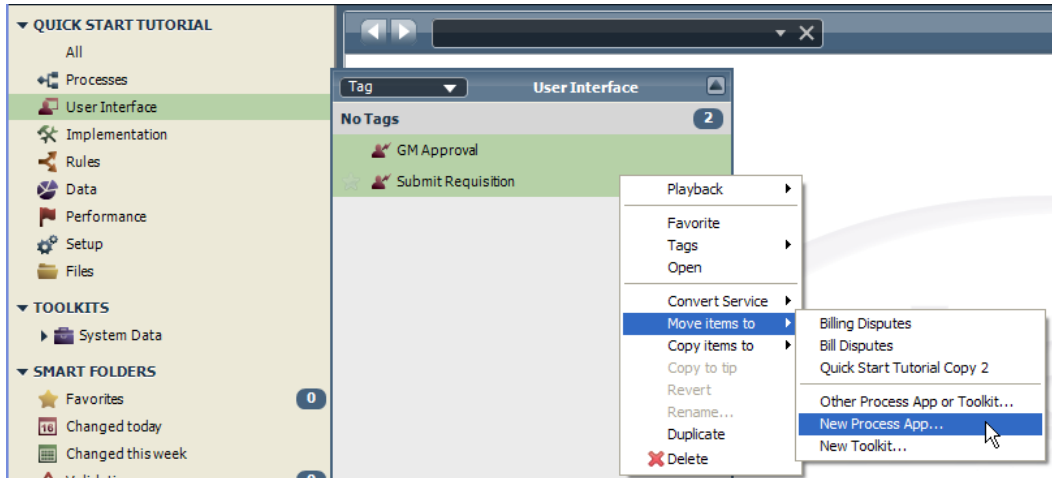 QUICK START TUTORIAL
All
Processes
User Interface
Implementation
Rules
Data
Performance
Setup
Files
TOOLKITS
System Data
SMART FOLDERS
Favorites 0
16 Changed today
Changed this week
Tag User Interface
No Tags 2
GM Approval
Submit Requisition
Playback
Favorite
Tags
Open
Convert Service
Move items to
Copy items to
Copy to tip
Revert
Rename...
Duplicate
Delete
Billing Disputes
Bill Disputes
Quick Start Tutorial Copy 2
Other Process App or Toolkit...
New Process App...
New Toolkit...